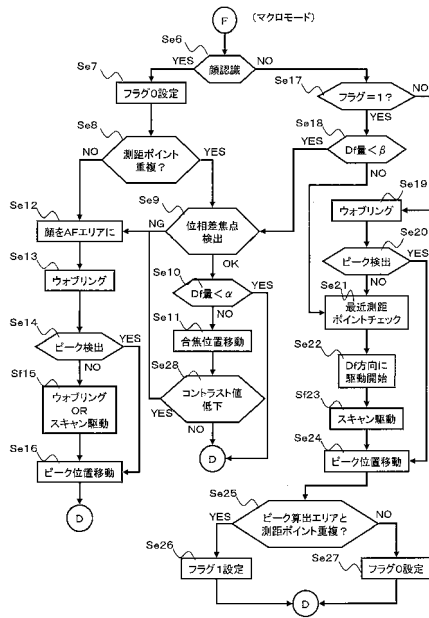 F
(マクロモード)
Se6
顔認識
YES
NO
Se7
フラグ0設定
Se17
フラグ=1?
NO
YES
Se8
測距ポイント
重複?
NO
YES
Se18
Df量<β
YES
NO
Se9
位相差焦点
検出
NG
OK
Se12
顔をAFエリアに
Se19
ウォブリング
Se13
ウォブリング
Se10
Df量<α
YES
NO
Se20
ピーク検出
YES
NO
Se11
合焦位置移動
Se21
最近測距
ポイントチェック
Se14
ピーク検出
YES
NO
Se28
コントラスト値
低下
YES
NO
Se22
Df方向に
駆動開始
Sf15
ウォブリング
OR
スキャン駆動
Sf23
スキャン駆動
Se16
ピーク位置移動
D
Se24
ピーク位置移動
D
Se25
ピーク算出エリアと
測距ポイント重複?
YES
NO
Se26
フラグ1設定
Se27
フラグ0設定
D